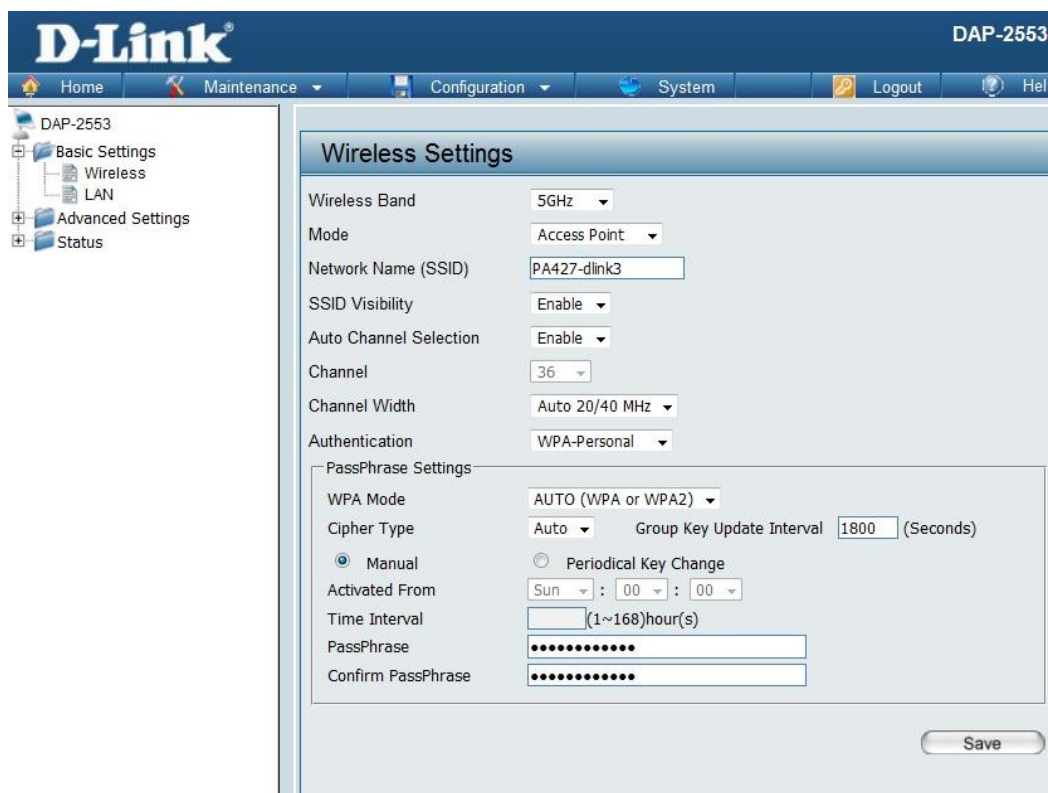 D-Link®
DAP-2553
Home Maintenance Configuration System Logout Hel
DAP-2553
Basic Settings
Wireless
LAN
Advanced Settings
Status
Wireless Settings
Wireless Band 5GHz
Mode Access Point
Network Name (SSID) PA427-dlink3
SSID Visibility Enable
Auto Channel Selection Enable
Channel 36
Channel Width Auto 20/40 MHz
Authentication WPA-Personal
PassPhrase Settings
WPA Mode AUTO (WPA or WPA2)
Cipher Type Auto Group Key Update Interval 1800 (Seconds)
Manual Periodical Key Change
Activated From Sun : 00 : 00
Time Interval (1~168)hour(s)
PassPhrase ●●●●●●●●●●●●
Confirm PassPhrase ●●●●●●●●●●●●
Save